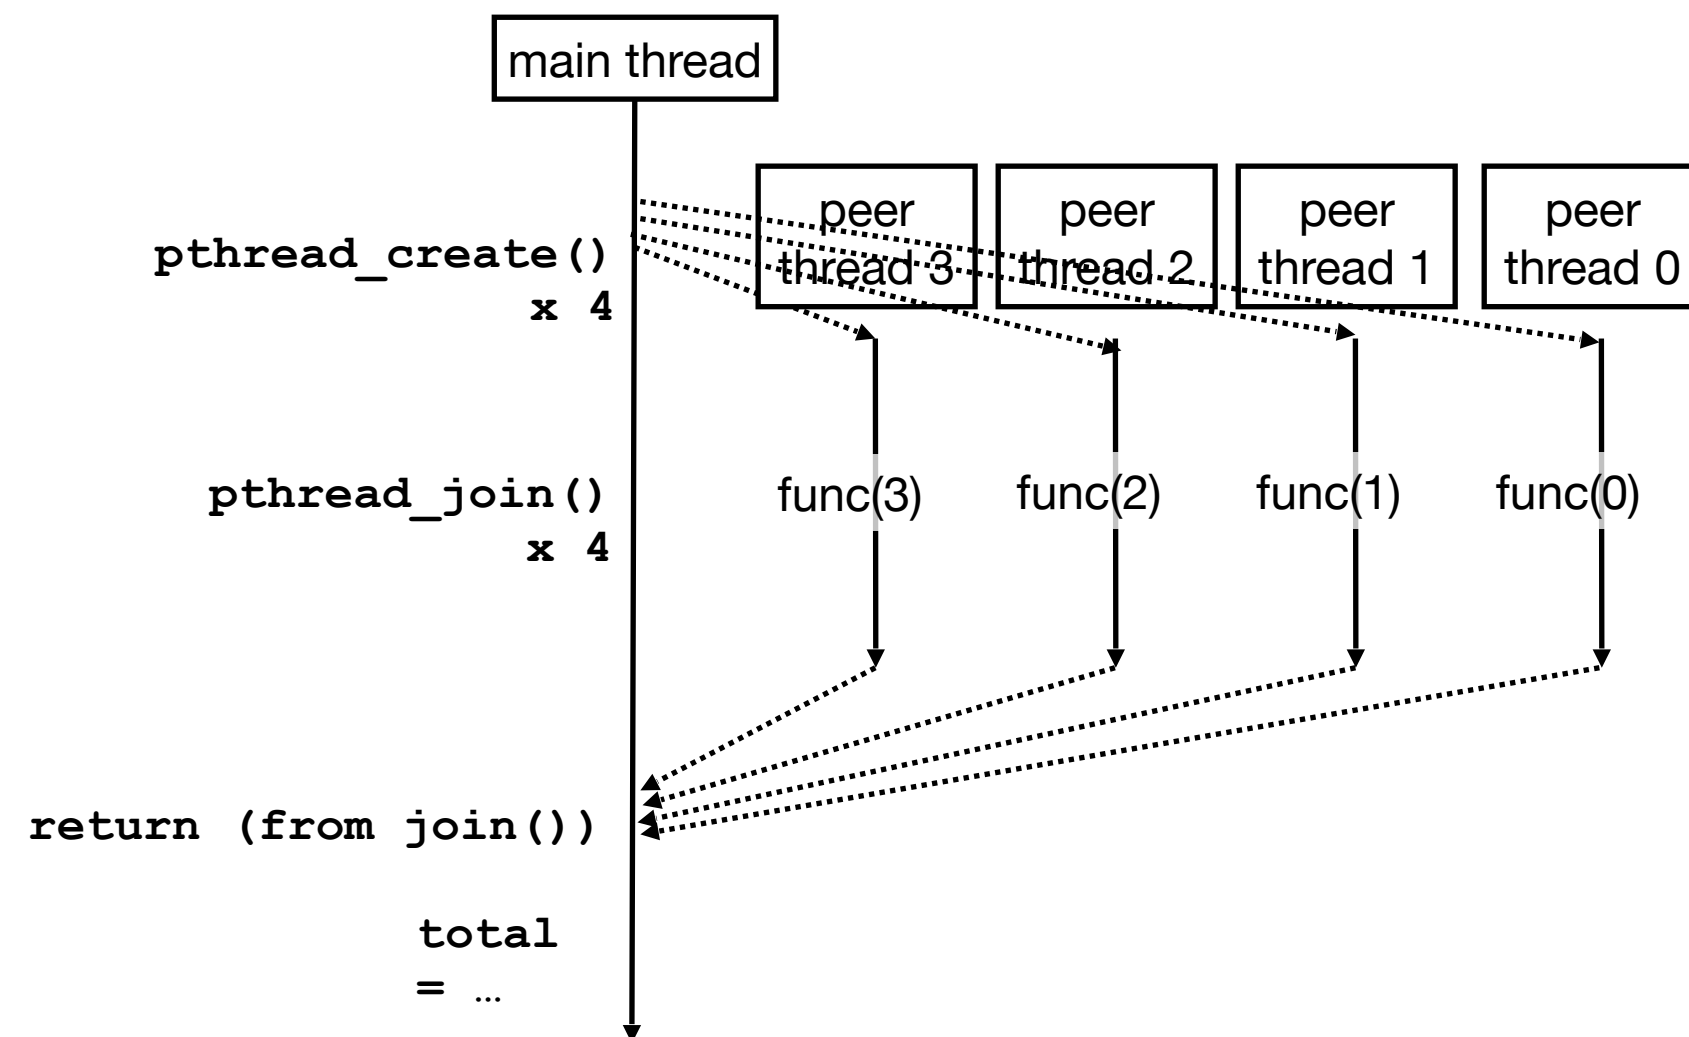 main thread
peer
thread 3
peer
thread 2
peer
thread 1
peer
thread 0
pthread_create()
x 4
pthread_join()
x 4
func(3)
func(2)
func(1)
func(0)
return (from join())
total
= …